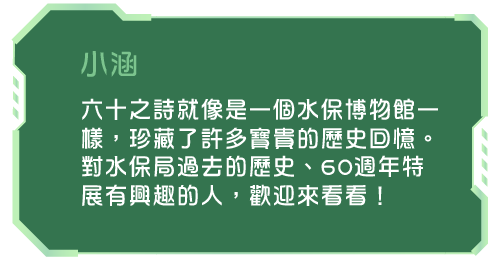 小涵
六十之詩就像是一個水保博物館一
樣，珍藏了許多寶貴的歷史回憶。
對水保局過去的歷史、60週年特
展有興趣的人，歡迎來看看！